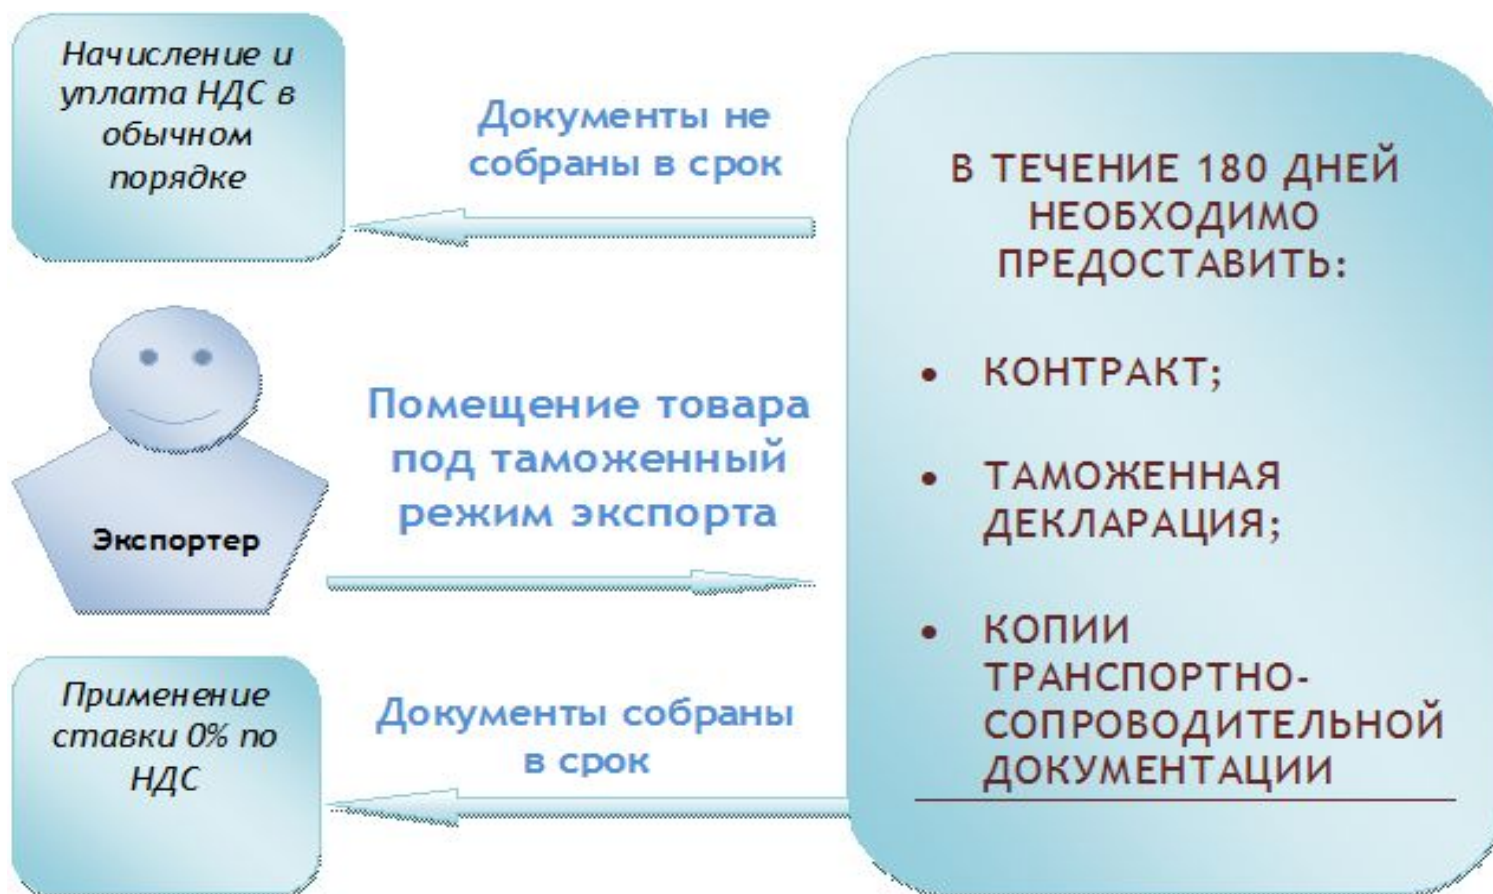 Начисление и
уплата НДС в
обычном
порядке
Документы не
собраны в срок
Экспортер
Помещение товара
под таможенный
режим экспорта
Применение
ставки 0% по
НДС
Документы собраны
в срок
В ТЕЧЕНИЕ 180 ДНЕЙ
НЕОБХОДИМО
ПРЕДОСТАВИТЬ:
• КОНТРАКТ;
• ТАМОЖЕННАЯ
ДЕКЛАРАЦИЯ;
• КОПИИ
ТРАНСПОРТНО-
СОПРОВОДИТЕЛЬНОЙ
ДОКУМЕНТАЦИИ